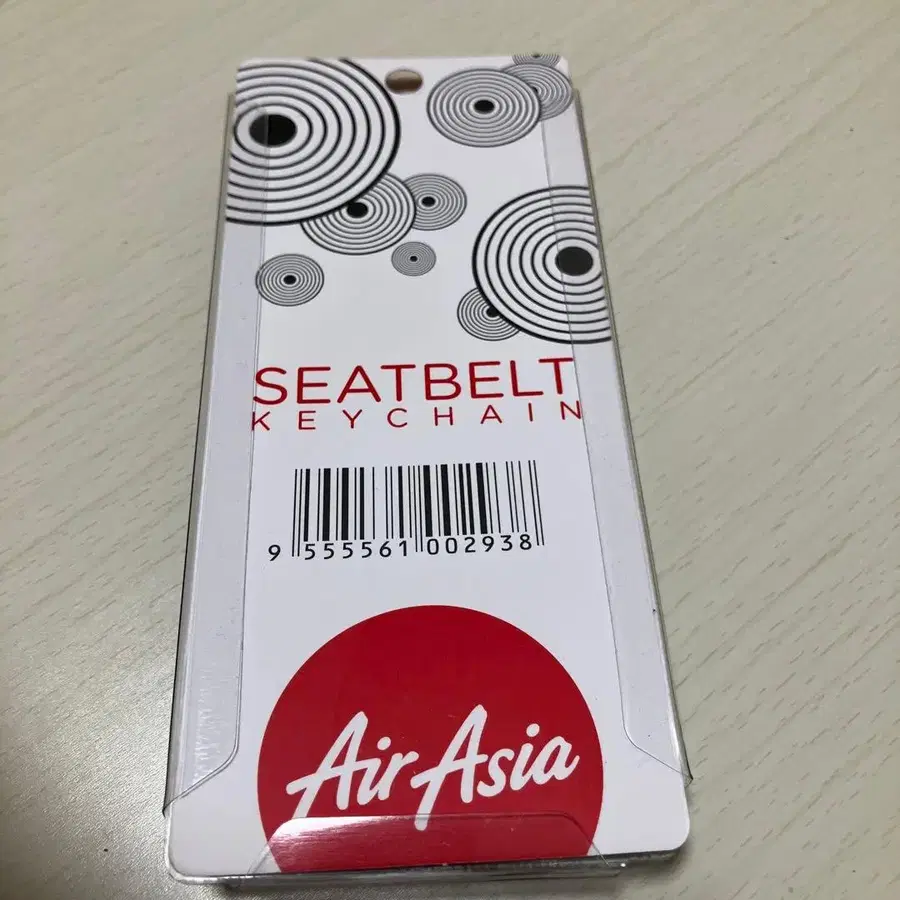 SEATBELT
KEYCHAIN
9 555561 002938
AirAsia